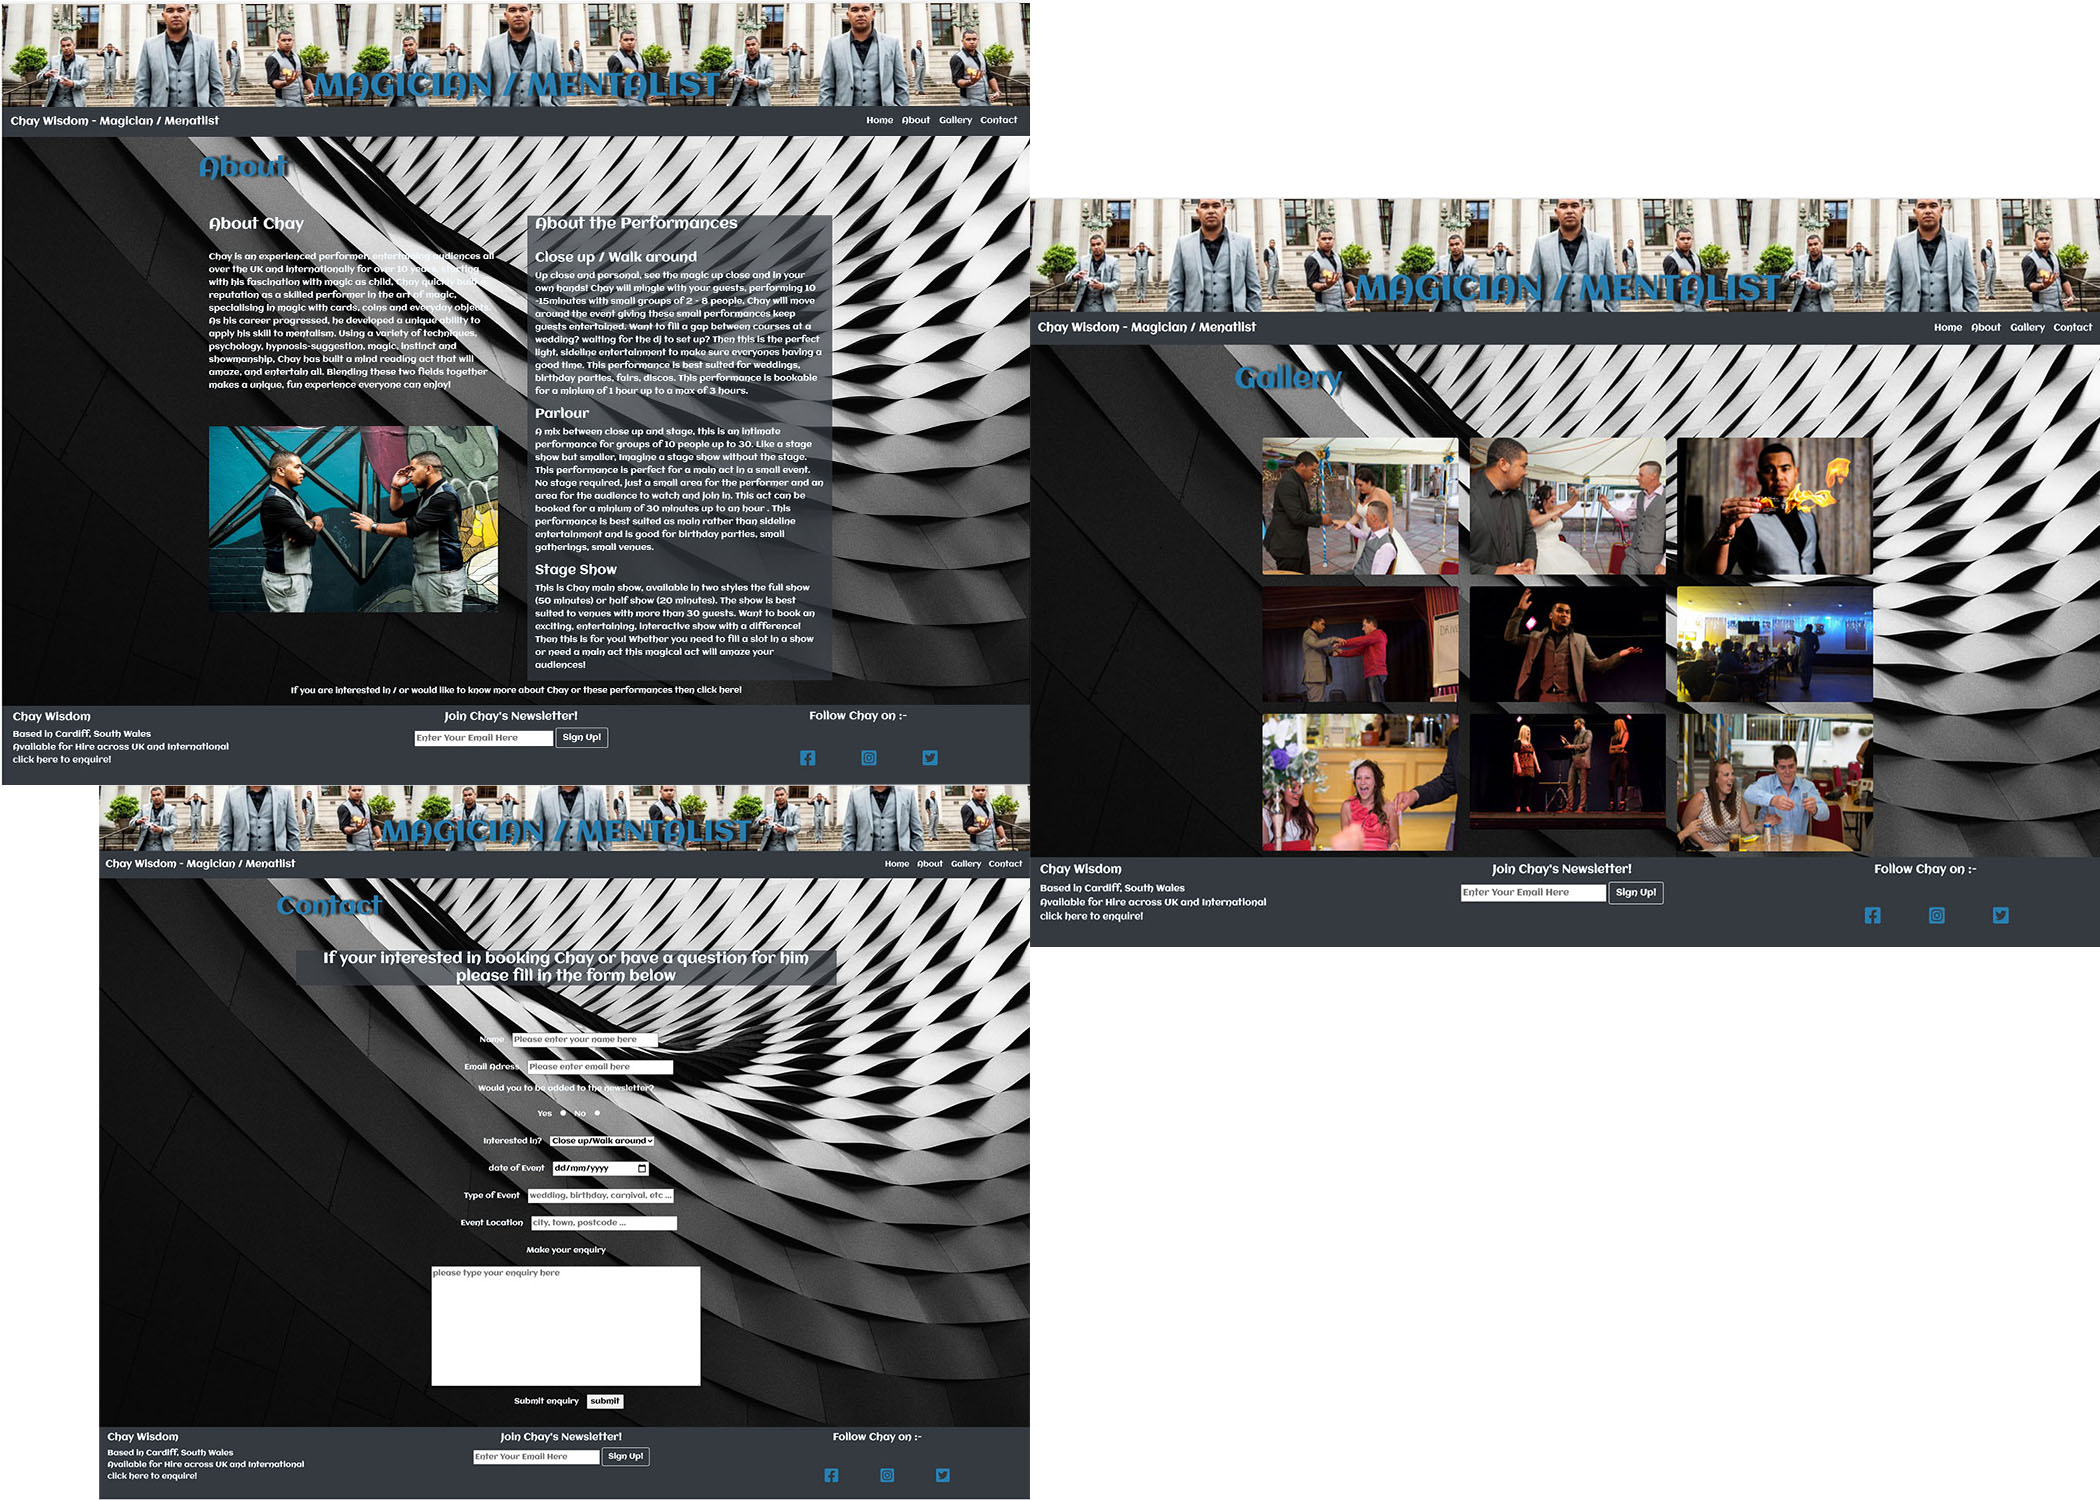 MAGICIAN / MENTALIST
Chay Wisdom - Magician / Menatlist
Home About Gallery Contact
About
About Chay
Chay is an experienced performer, entertaining audiences all
over the UK and internationally for over 10 years, starting
with his fascination with magic as child, Chay quickly built a
reputation as a skilled performer in the art of magic,
specialising in magic with cards, coins and everyday objects.
As his career progressed, he developed a unique ability to
apply his skill to mentalism. Using a variety of techniques,
psychology, hypnosis-suggestion, magic, instinct and
showmanship, Chay has built a mind reading act that will
amaze, and entertain all. Blending these two fields together
makes a unique, fun experience everyone can enjoy!
About the Performances
Close up / Walk around
Up close and personal, see the magic up close and in your
own hands! Chay will mingle with your guests, performing 10
-15minutes with small groups of 2 - 8 people, Chay will move
around the event giving these small performances keep
guests entertained. Want to fill a gap between courses at a
wedding? waiting for the dj to set up? Then this is the perfect
light, sideline entertainment to make sure everyones having a
good time. This performance is best suited for weddings,
birthday parties, fairs, discos. This performance is bookable
for a minium of 1 hour up to a max of 3 hours.
Parlour
A mix between close up and stage, this is an intimate
performance for groups of 10 people up to 30. Like a stage
show but smaller, Imagine a stage show without the stage.
This performance is perfect for a main act in a small event.
No stage required, just a small area for the performer and an
area for the audience to watch and join in. This act can be
booked for a minium of 30 minutes up to an hour . This
performance is best suited as main rather than sideline
entertainment and is good for birthday parties, small
gatherings, small venues.
Stage Show
This is Chay main show, available in two styles the full show
(50 minutes) or half show (20 minutes). The show is best
suited to venues with more than 30 guests. Want to book an
exciting, entertaining, interactive show with a difference!
Then this is for you! Whether you need to fill a slot in a show
or need a main act this magical act will amaze your
audiences!
If you are interested in / or would like to know more about Chay or these performances then click here!
Chay Wisdom
Based in Cardiff, South Wales
Available for Hire across UK and International
click here to enquire!
Join Chay's Newsletter!
Enter Your Email Here Sign Up!
Follow Chay on :-
MAGICIAN / MENTALIST
Chay Wisdom - Magician / Menatlist
Home About Gallery Contact
Gallery
DRIVE
Chay Wisdom
Based in Cardiff, South Wales
Available for Hire across UK and International
click here to enquire!
Join Chay's Newsletter!
Enter Your Email Here Sign Up!
Follow Chay on :-
MAGICIAN / MENTALIST
Chay Wisdom - Magician / Menatlist
Home About Gallery Contact
Contact
If your interested in booking Chay or have a question for him
please fill in the form below
Name Please enter your name here
Email Adress Please enter email here
Would you to be added to the newsletter?
Yes No
Interested in? Close up/Walk around
date of Event dd/mm/yyyy
Type of Event wedding, birthday, carnival, etc ...
Event Location city, town, postcode ...
Make your enquiry
please type your enquiry here
Submit enquiry submit
Chay Wisdom
Based in Cardiff, South Wales
Available for Hire across UK and International
click here to enquire!
Join Chay's Newsletter!
Enter Your Email Here Sign Up!
Follow Chay on :-